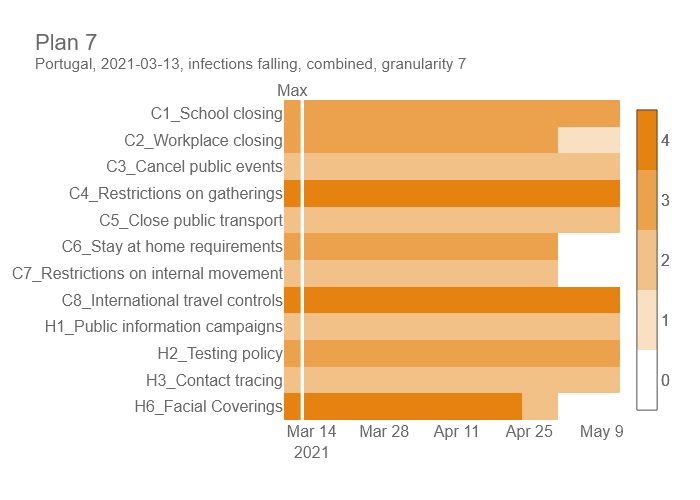 Plan 7
Portugal, 2021-03-13, infections falling, combined, granularity 7
Max
C1_School closing
C2_Workplace closing
C3_Cancel public events
C4_Restrictions on gatherings
C5_Close public transport
C6_Stay at home requirements
C7_Restrictions on internal movement
C8_International travel controls
H1_Public information campaigns
H2_Testing policy
H3_Contact tracing
H6_Facial Coverings
Mar 14 Mar 28 Apr 11 Apr 25 May 9
2021
4
3
2
1
0